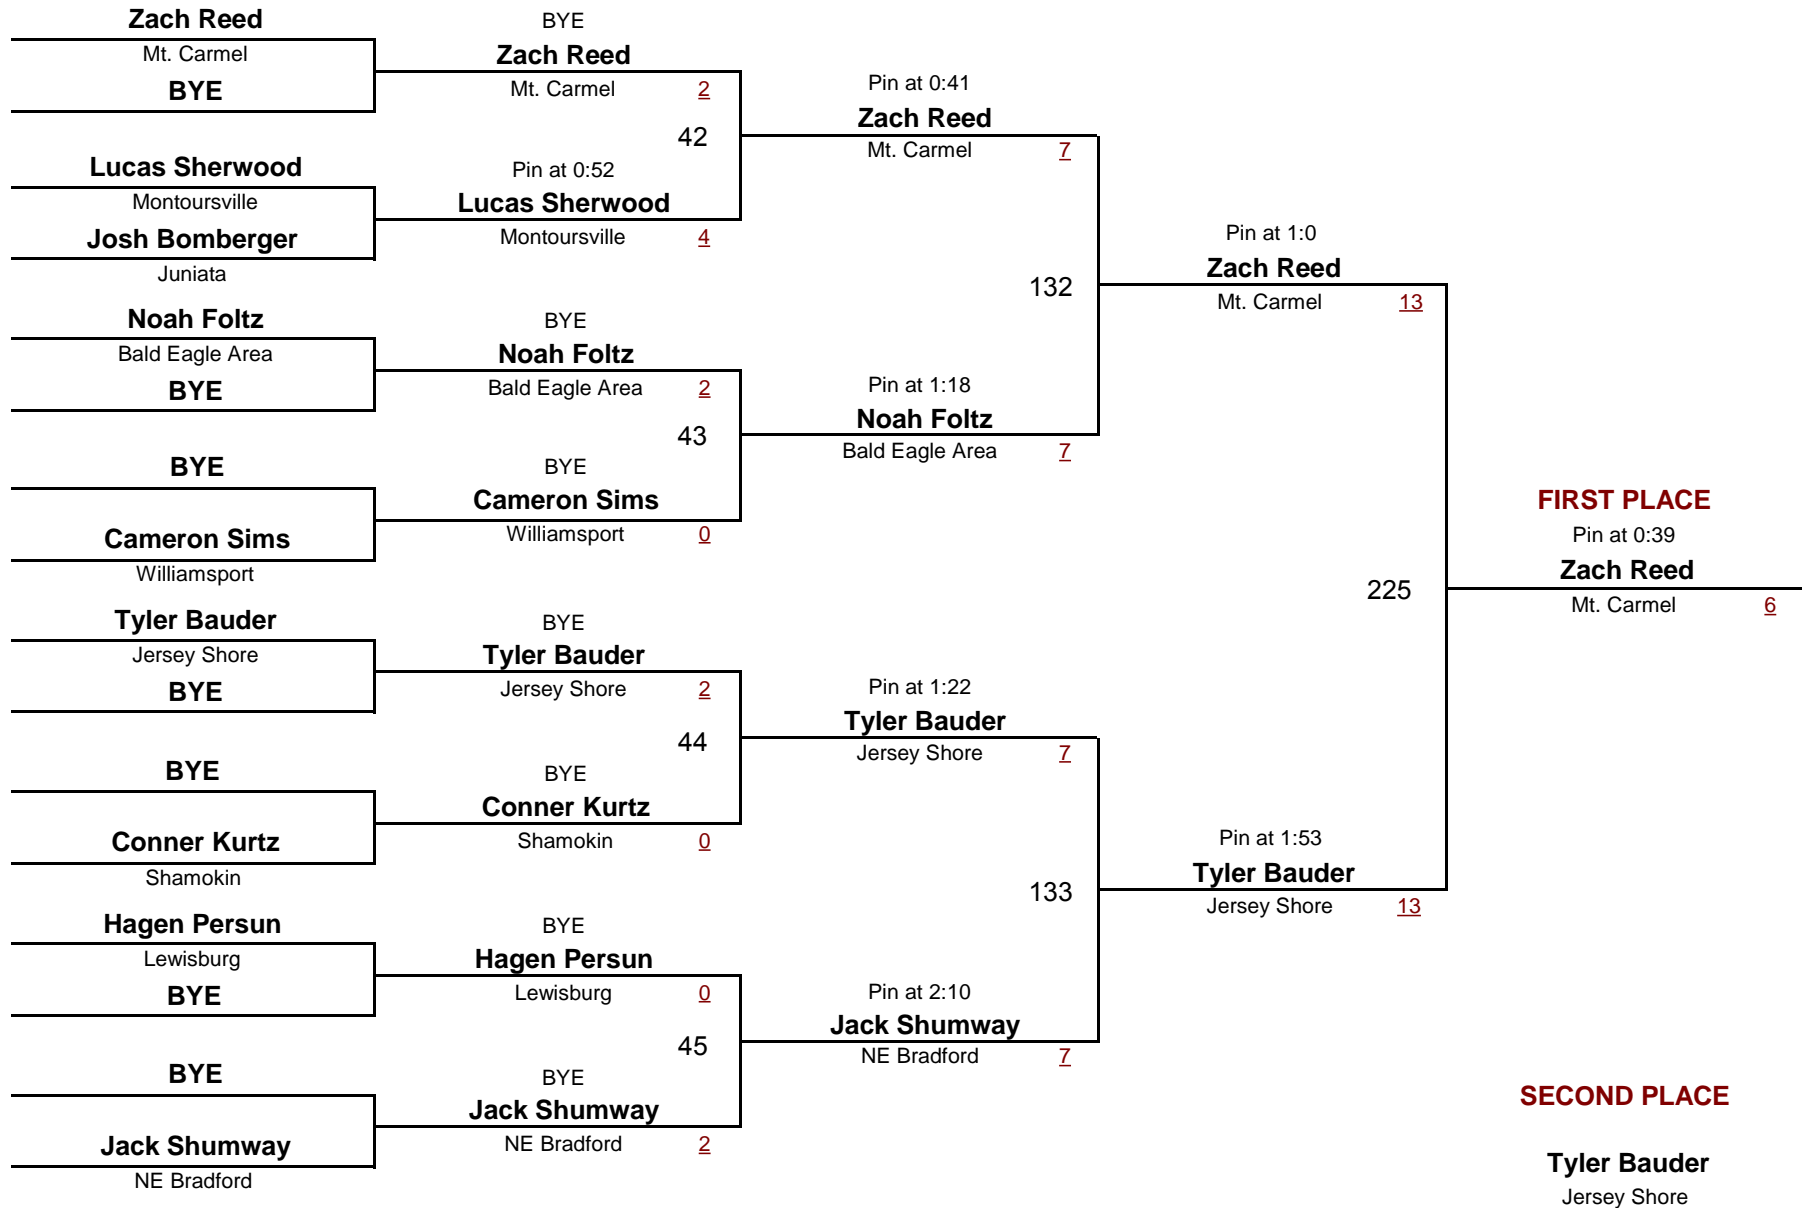 Zach Reed
Mt. Carmel
BYE
Lucas Sherwood
Montoursville
Josh Bomberger
Juniata
Noah Foltz
Bald Eagle Area
BYE
BYE
Cameron Sims
Williamsport
Tyler Bauder
Jersey Shore
BYE
BYE
Conner Kurtz
Shamokin
Hagen Persun
Lewisburg
BYE
BYE
Jack Shumway
NE Bradford
BYE
Zach Reed
Mt. Carmel 2
42
Pin at 0:52
Lucas Sherwood
Montoursville 4
BYE
Noah Foltz
Bald Eagle Area 2
43
BYE
Cameron Sims
Williamsport 0
BYE
Tyler Bauder
Jersey Shore 2
44
BYE
Conner Kurtz
Shamokin 0
BYE
Hagen Persun
Lewisburg 0
45
BYE
Jack Shumway
NE Bradford 2
Pin at 0:41
Zach Reed
Mt. Carmel 7
132
Pin at 1:18
Noah Foltz
Bald Eagle Area 7
Pin at 1:22
Tyler Bauder
Jersey Shore 7
133
Pin at 2:10
Jack Shumway
NE Bradford 7
Pin at 1:0
Zach Reed
Mt. Carmel 13
225
Pin at 1:53
Tyler Bauder
Jersey Shore 13
FIRST PLACE
Pin at 0:39
Zach Reed
Mt. Carmel 6
SECOND PLACE
Tyler Bauder
Jersey Shore